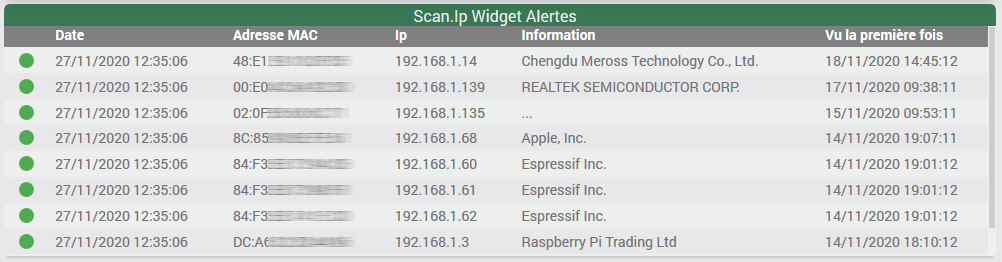 Scan.Ip Widget Alertes
Date Adresse MAC Ip Information Vu la première fois
27/11/2020 12:35:06 48:E1 192.168.1.14 Chengdu Meross Technology Co., Ltd. 18/11/2020 14:45:12
27/11/2020 12:35:06 00:E0 192.168.1.139 REALTEK SEMICONDUCTOR CORP. 17/11/2020 09:38:11
27/11/2020 12:35:06 02:0F 192.168.1.135 ... 15/11/2020 09:53:11
27/11/2020 12:35:06 8C:85 192.168.1.68 Apple, Inc. 14/11/2020 19:07:11
27/11/2020 12:35:06 84:F3 192.168.1.60 Espressif Inc. 14/11/2020 19:01:12
27/11/2020 12:35:06 84:F3 192.168.1.61 Espressif Inc. 14/11/2020 19:01:12
27/11/2020 12:35:06 84:F3 192.168.1.62 Espressif Inc. 14/11/2020 19:01:12
27/11/2020 12:35:06 DC:A6 192.168.1.3 Raspberry Pi Trading Ltd 14/11/2020 18:10:12